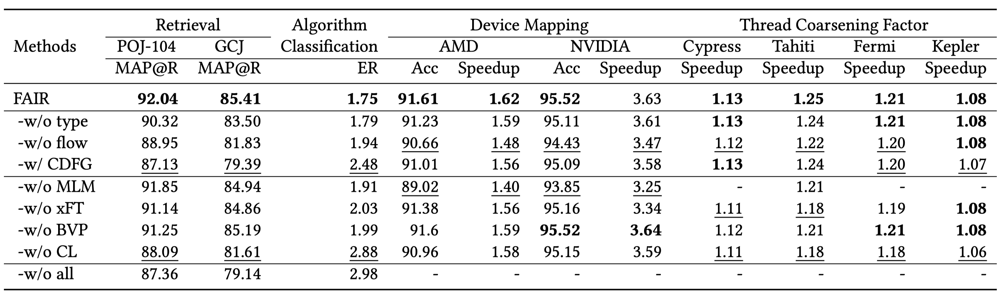 Retrieval Algorithm Device Mapping Thread Coarsening Factor
Methods POJ-104 GCJ Classification AMD NVIDIA Cypress Tahiti Fermi Kepler
MAP@R MAP@R ER Acc Speedup Acc Speedup Speedup Speedup Speedup Speedup
FAIR 92.04 85.41 1.75 91.61 1.62 95.52 3.63 1.13 1.25 1.21 1.08
-w/o type 90.32 83.50 1.79 91.23 1.59 95.11 3.61 1.13 1.24 1.21 1.08
-w/o flow 88.95 81.83 1.94 90.66 1.48 94.43 3.47 1.12 1.22 1.20 1.08
-w/ CDFG 87.13 79.39 2.48 91.01 1.56 95.09 3.58 1.13 1.24 1.20 1.07
-w/o MLM 91.85 84.94 1.91 89.02 1.40 93.85 3.25 - 1.21 - -
-w/o xFT 91.14 84.86 2.03 91.38 1.56 95.16 3.34 1.11 1.18 1.19 1.08
-w/o BVP 91.25 85.19 1.99 91.6 1.59 95.52 3.64 1.12 1.21 1.21 1.08
-w/o CL 88.09 81.61 2.88 90.96 1.58 95.15 3.59 1.11 1.18 1.18 1.06
-w/o all 87.36 79.14 2.98 - - - - - - - -